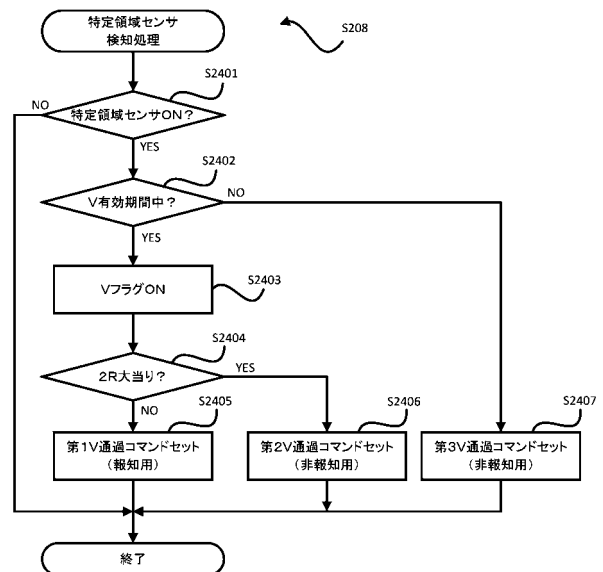 特定領域センサ
検知処理
S208
S2401
特定領域センサON？
NO
YES
S2402
V有効期間中？
NO
YES
S2403
VフラグON
S2404
2R大当り？
YES
NO
S2405
第1V通過コマンドセット
（報知用）
S2406
第2V通過コマンドセット
（非報知用）
S2407
第3V通過コマンドセット
（非報知用）
終了